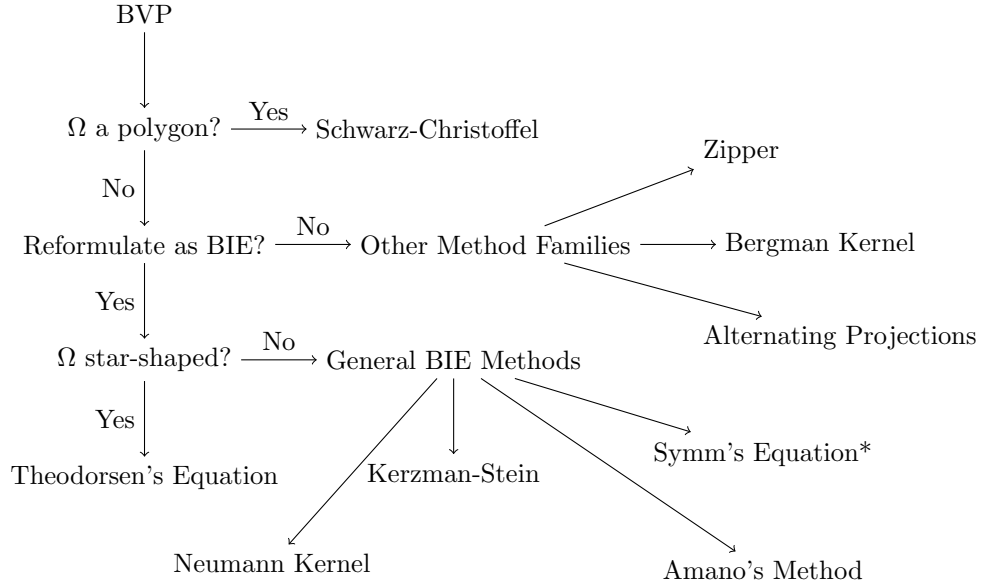 BVP
Ω a polygon?
Yes
Schwarz-Christoffel
Zipper
No
Reformulate as BIE?
No
Other Method Families
Bergman Kernel
Yes
Alternating Projections
Ω star-shaped?
No
General BIE Methods
Yes
Symm's Equation*
Theodorsen's Equation
Kerzman-Stein
Neumann Kernel
Amano's Method